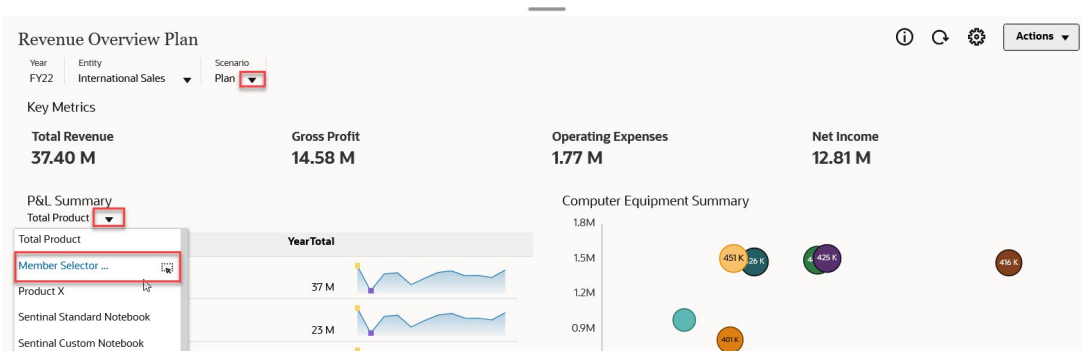 Revenue Overview Plan
Actions
Year Entity Scenario
FY22 International Sales Plan
Key Metrics
Total Revenue Gross Profit Operating Expenses Net Income
37.40 M 14.58 M 1.77 M 12.81 M
P&L Summary
Total Product
Total Product
Member Selector ...
Product X
Sentinal Standard Notebook
Sentinal Custom Notebook
YearTotal
37 M
23 M
Computer Equipment Summary
1.8M
1.5M
1.2M
0.9M
451 K
425 K
416 K
401 K